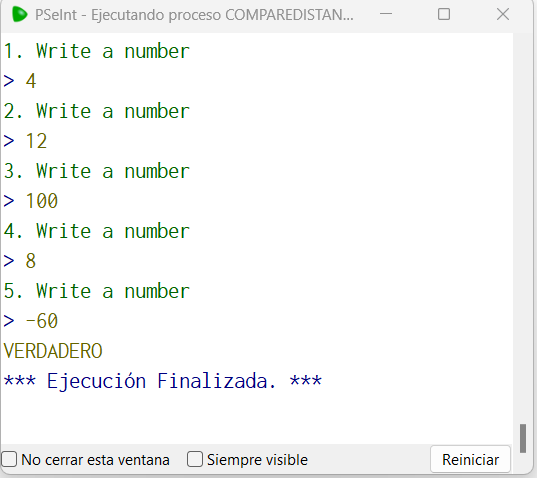 PSeInt - Ejecutando proceso COMPAREDISTAN...
1. Write a number
> 4
2. Write a number
> 12
3. Write a number
> 100
4. Write a number
> 8
5. Write a number
> -60
VERDADERO
*** Ejecución Finalizada. ***
No cerrar esta ventana Siempre visible Reiniciar